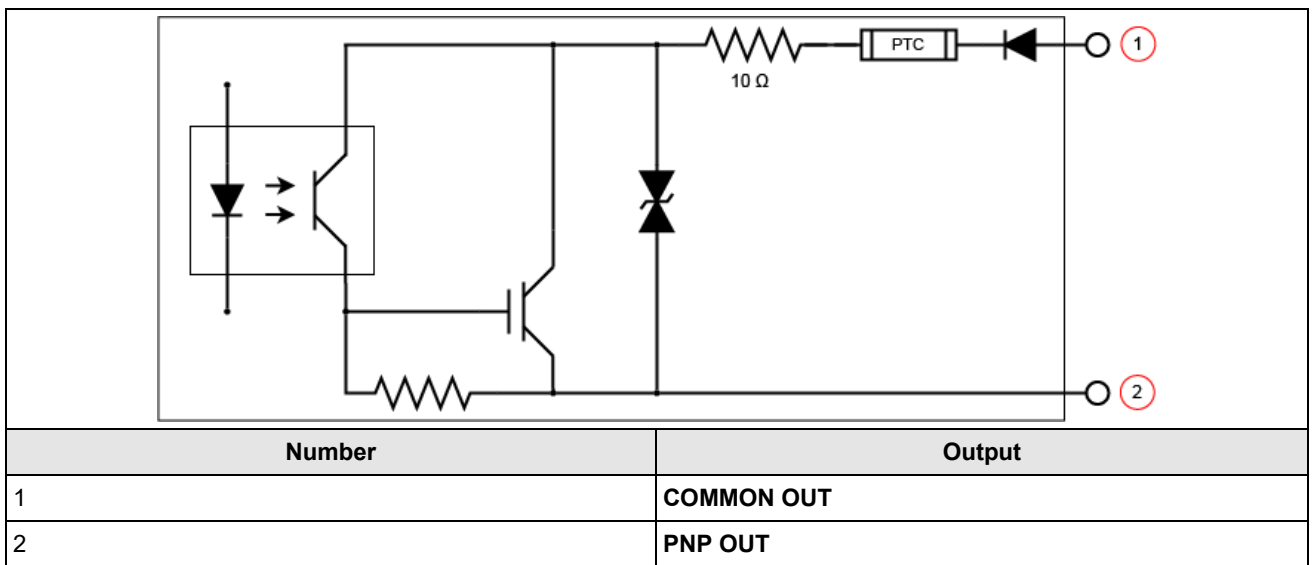 PTC
1
10 Ω
2
Number Output
1 COMMON OUT
2 PNP OUT